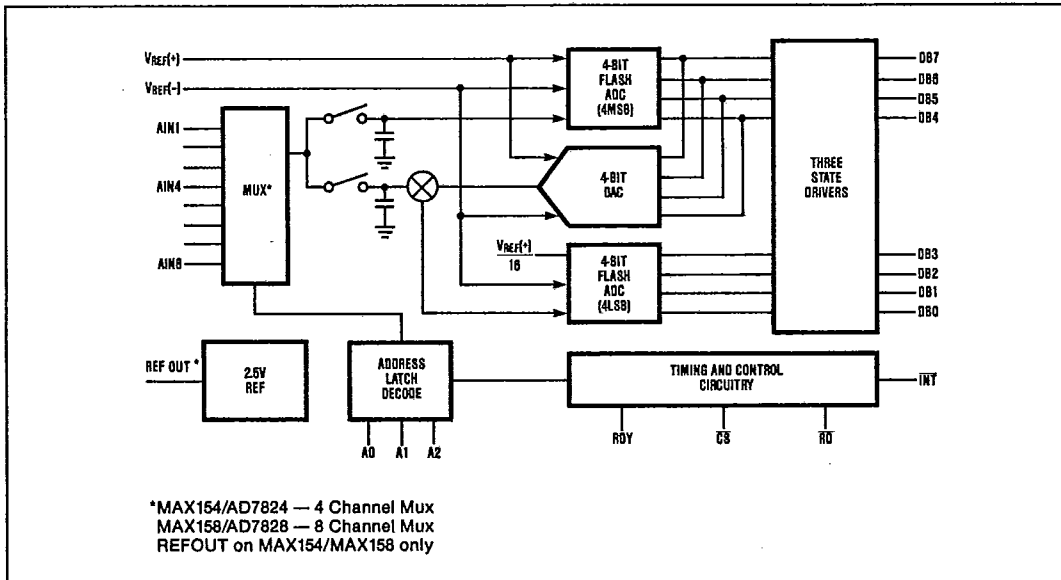 VREF(+)
VREF(-)
AIN1
AIN4
AIN8
MUX*
4-BIT
FLASH
ADC
(4MSB)
4-BIT
DAC
VREF(+)
16
4-BIT
FLASH
ADC
(4LSB)
THREE
STATE
DRIVERS
DB7
DB6
DB5
DB4
DB3
DB2
DB1
DB0
REF OUT *
2.5V
REF
ADDRESS
LATCH
DECODE
A0 A1 A2
TIMING AND CONTROL
CIRCUITRY
INT
RDY CS RD
*MAX154/AD7824 — 4 Channel Mux
MAX158/AD7828 — 8 Channel Mux
REFOUT on MAX154/MAX158 only